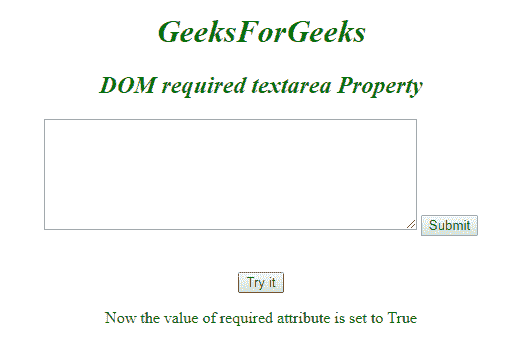 GeeksForGeeks
DOM required textarea Property
Submit
Try it
Now the value of required attribute is set to True